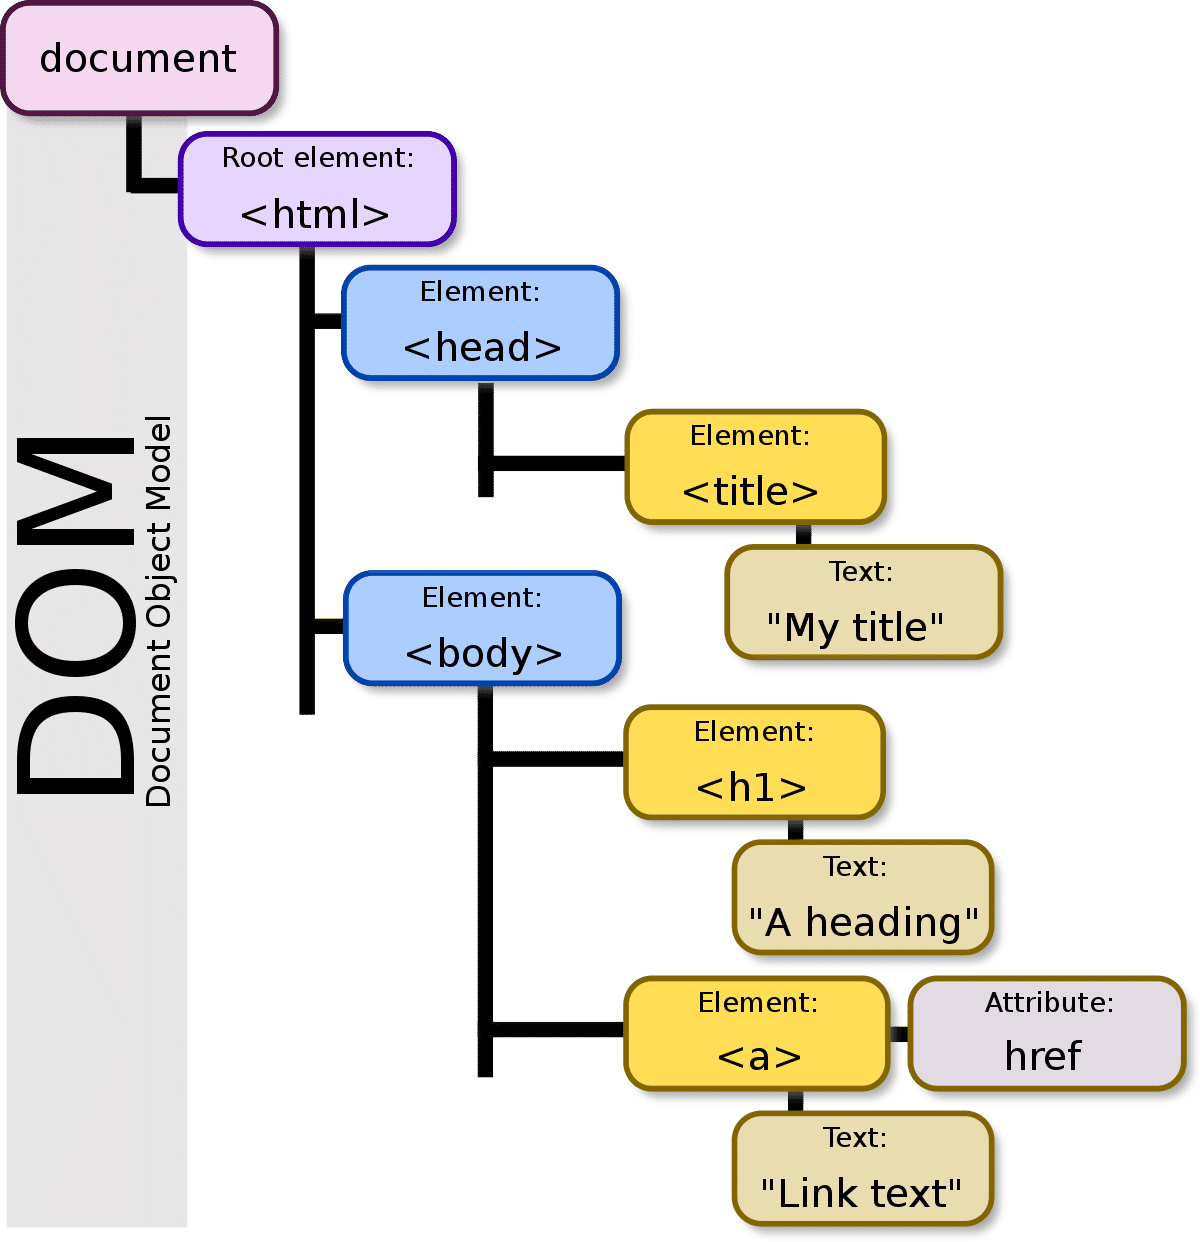 document
Root element:
<html>
Element:
<head>
Element:
<title>
Text:
"My title"
Element:
<body>
Element:
<h1>
Text:
"A heading"
Element:
<a>
Attribute:
href
Text:
"Link text"
DOM
Document Object Model